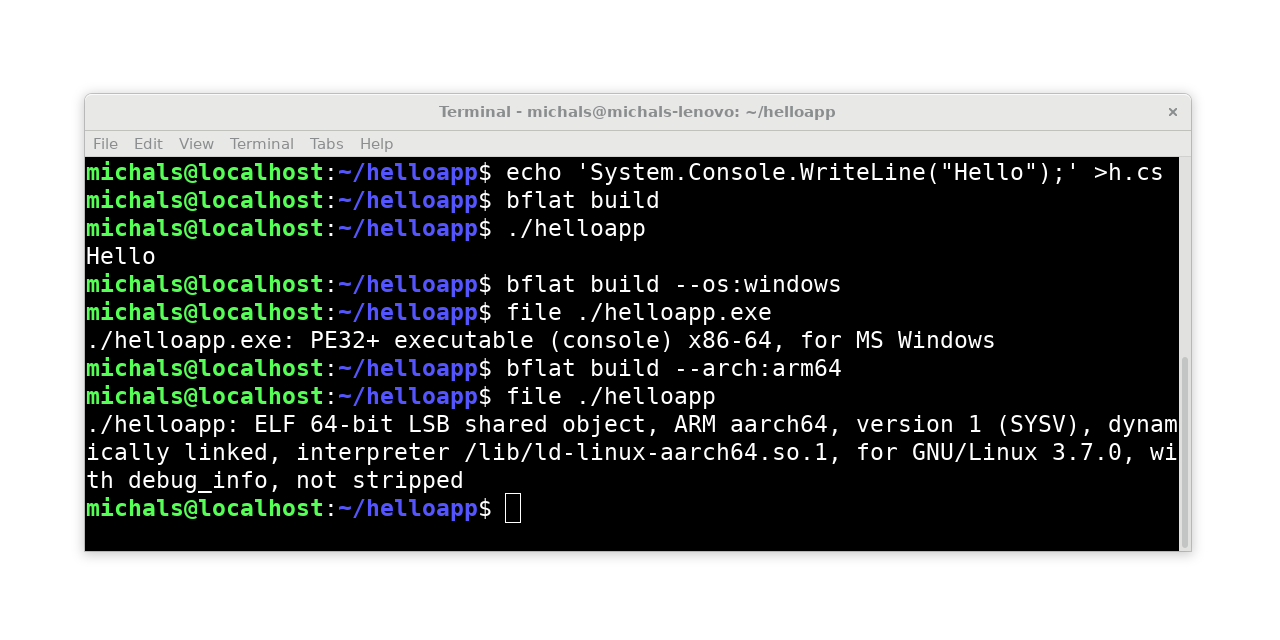 Terminal - michals@michals-lenovo: ~/helloapp ×
File Edit View Terminal Tabs Help
michals@localhost:~/helloapp$ echo 'System.Console.WriteLine("Hello");' >h.cs
michals@localhost:~/helloapp$ bflat build
michals@localhost:~/helloapp$ ./helloapp
Hello
michals@localhost:~/helloapp$ bflat build --os:windows
michals@localhost:~/helloapp$ file ./helloapp.exe
./helloapp.exe: PE32+ executable (console) x86-64, for MS Windows
michals@localhost:~/helloapp$ bflat build --arch:arm64
michals@localhost:~/helloapp$ file ./helloapp
./helloapp: ELF 64-bit LSB shared object, ARM aarch64, version 1 (SYSV), dynam
ically linked, interpreter /lib/ld-linux-aarch64.so.1, for GNU/Linux 3.7.0, wi
th debug_info, not stripped
michals@localhost:~/helloapp$